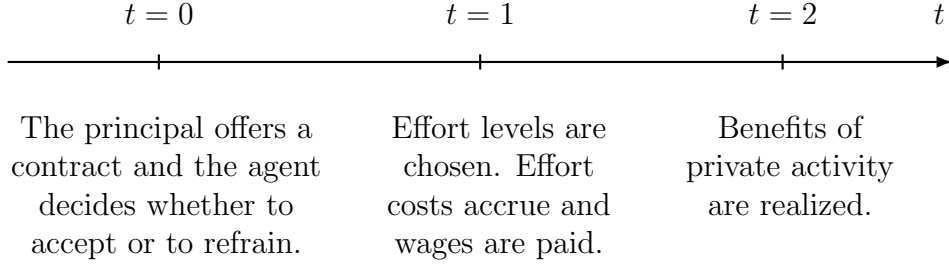 t = 0 t = 1 t = 2 t
The principal offers a
contract and the agent
decides whether to
accept or to refrain.
Effort levels are
chosen. Effort
costs accrue and
wages are paid.
Benefits of
private activity
are realized.